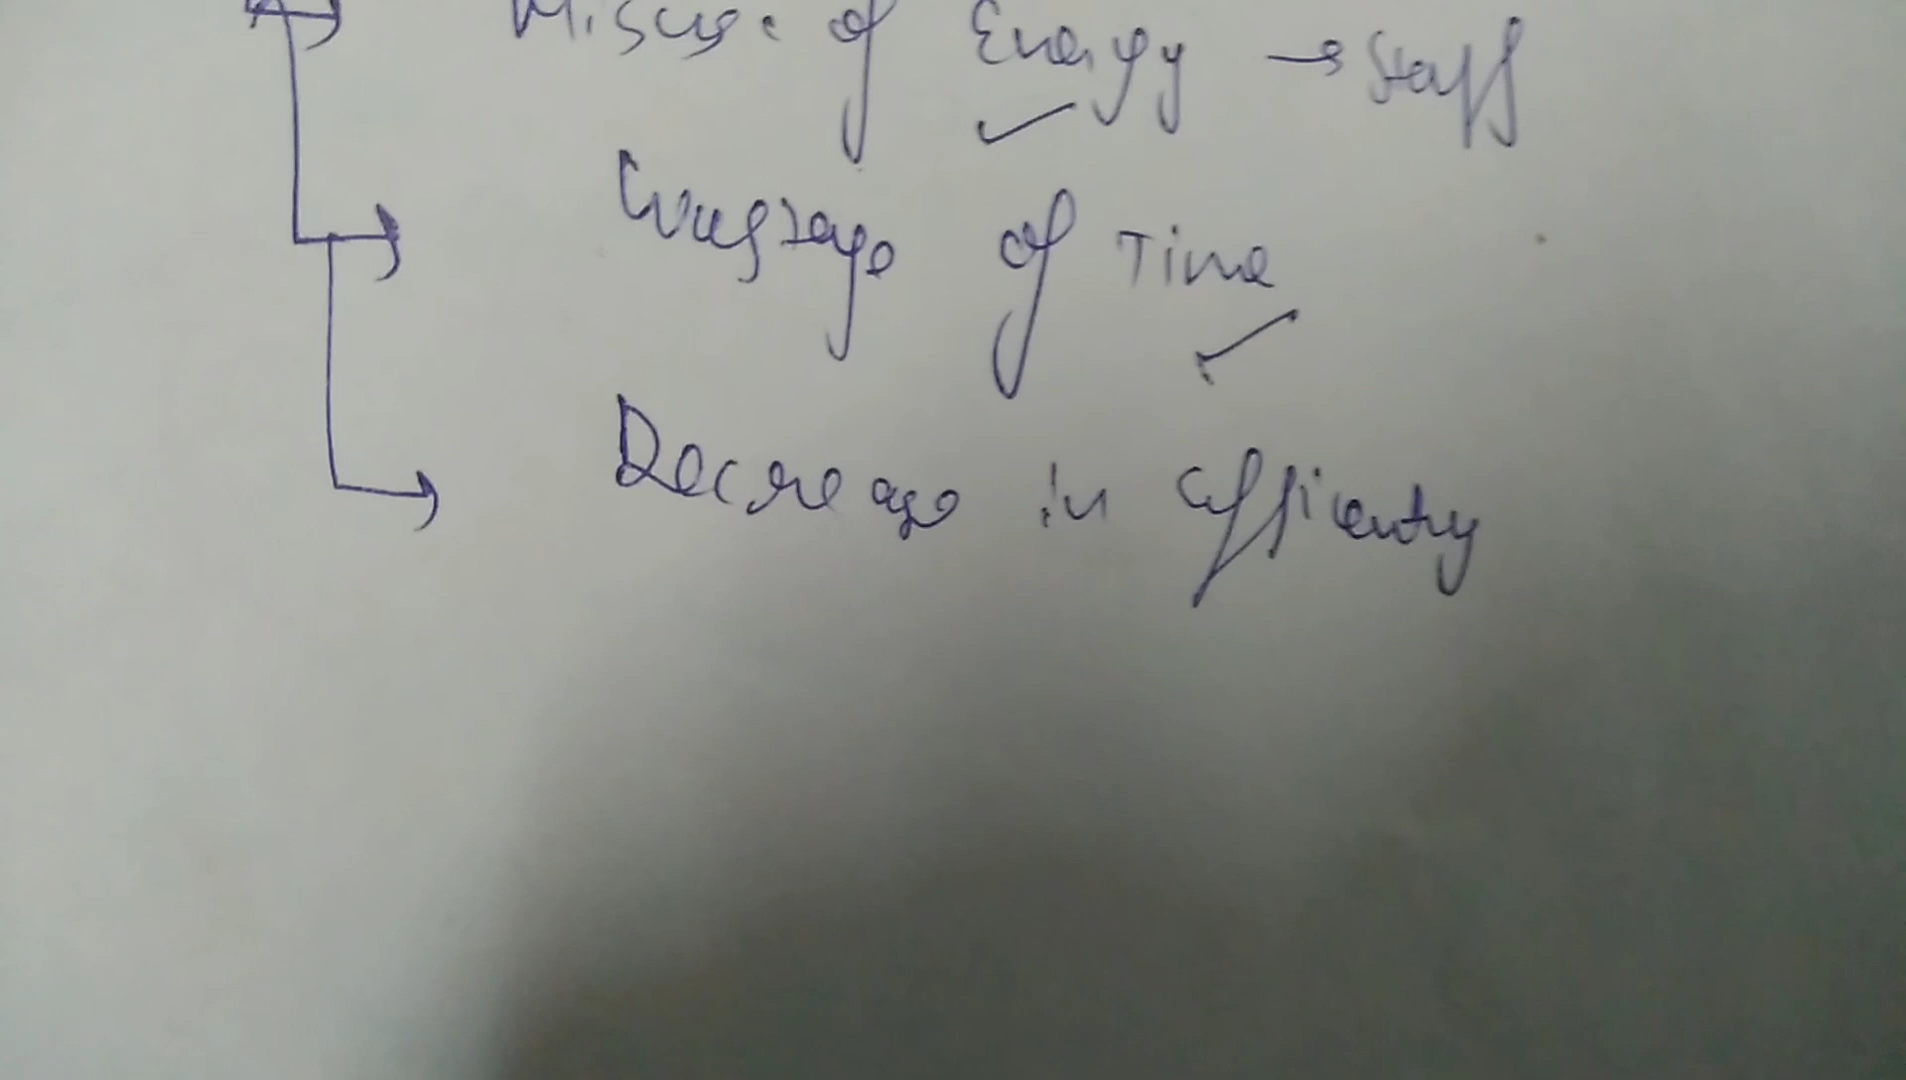 Misuse of Energy → Staff
Wastage of Time
Decrease in efficiency